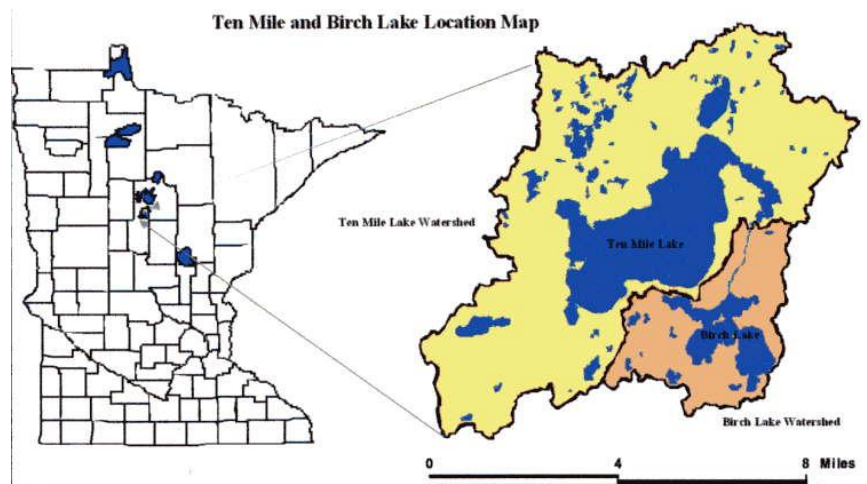 Ten Mile and Birch Lake Location Map
Ten Mile Lake Watershed
Ten Mile Lake
Birch Lake
Birch Lake Watershed
0 4 8 Miles